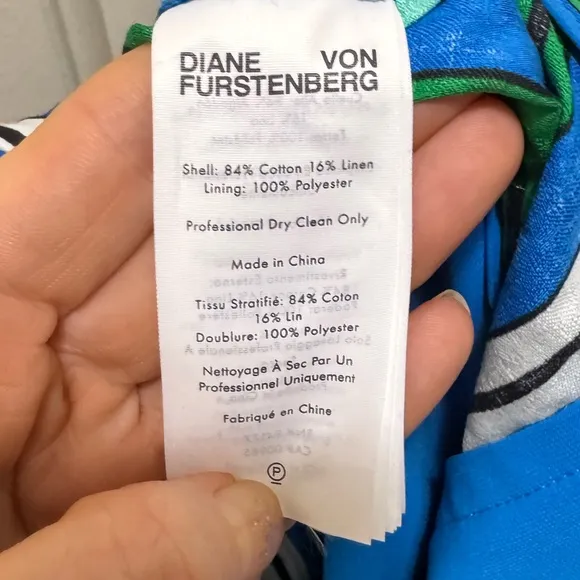 DIANE VON
FURSTENBERG
Shell: 84% Cotton 16% Linen
Lining: 100% Polyester
Professional Dry Clean Only
Made in China
Tissu Stratifié: 84% Coton
16% Lin
Doublure: 100% Polyester
Nettoyage À Sec Par Un
Professionnel Uniquement
Fabriqué en Chine
P